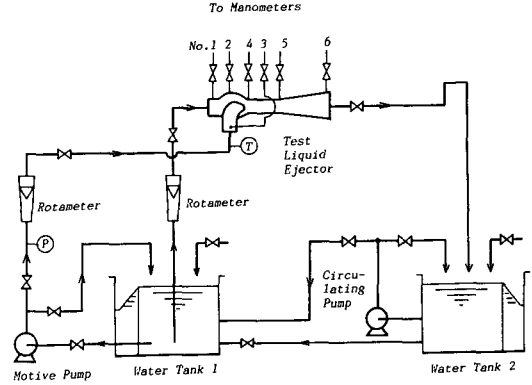 To Manometers
No.1 2 4 3 5 6
T
Test
Liquid
Ejector
Rotameter
Rotameter
P
Circu-
lating
Pump
Motive Pump
Water Tank 1
Water Tank 2